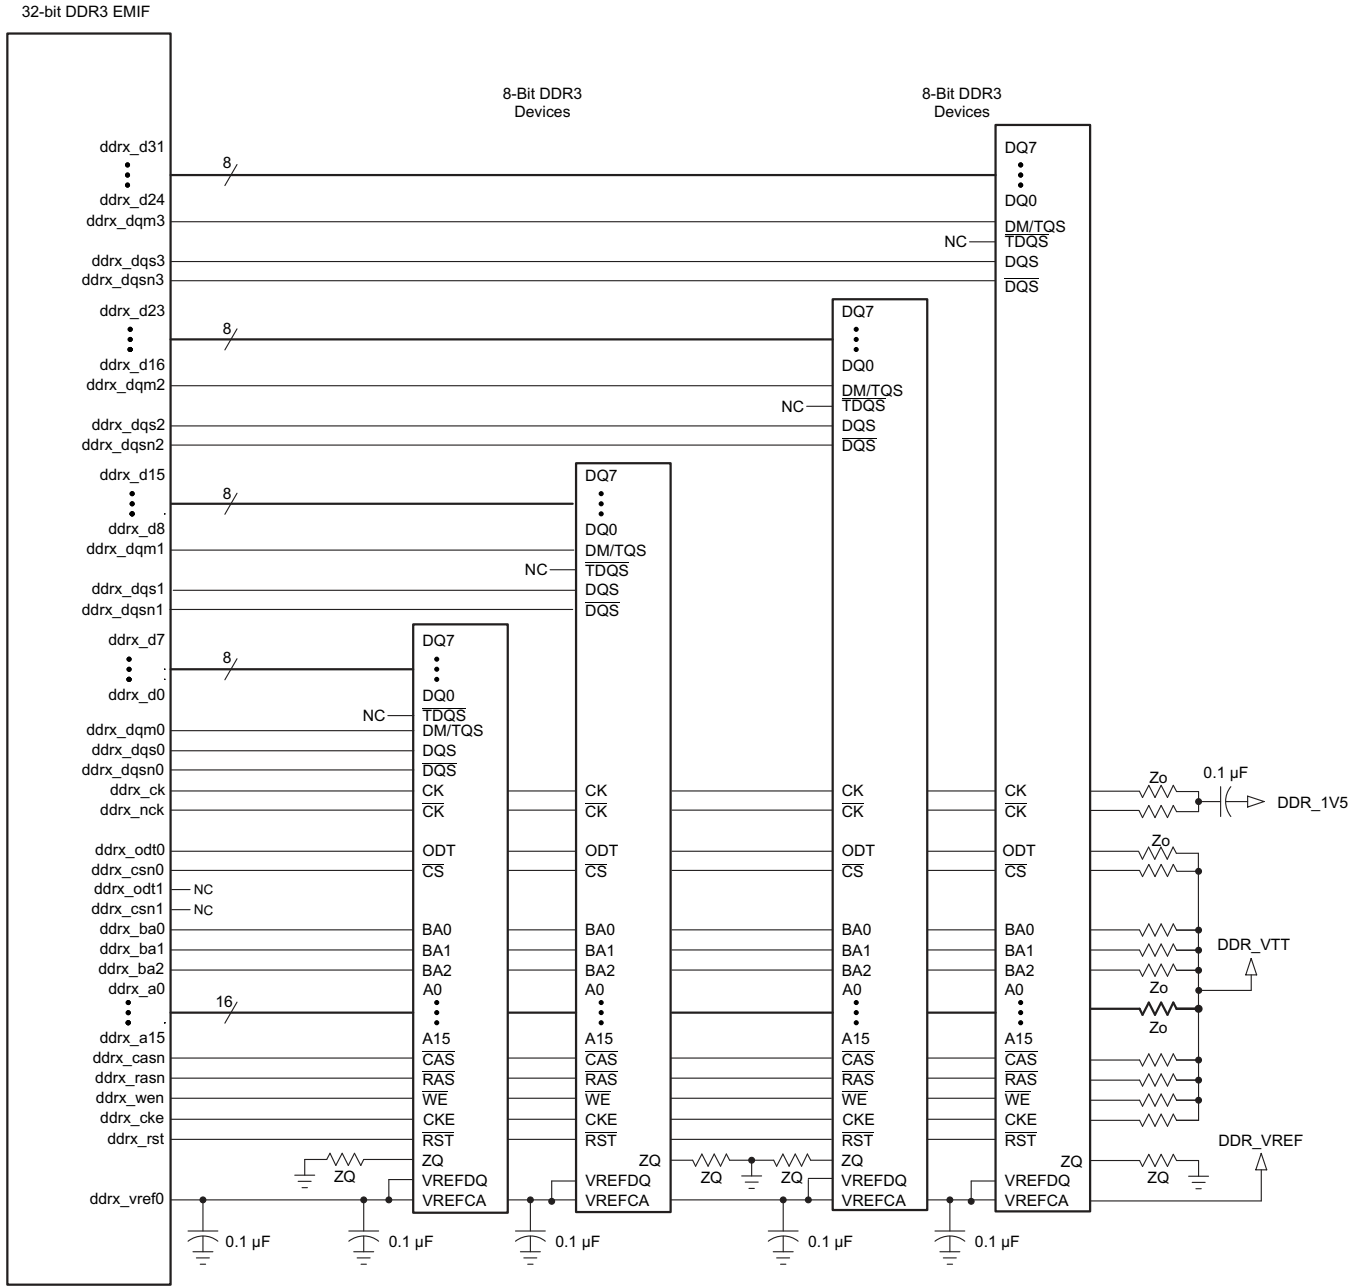 32-bit DDR3 EMIF
8-Bit DDR3
Devices
8-Bit DDR3
Devices
ddrx_d31
8
DQ7
ddrx_d24
DQ0
ddrx_dqm3
DM/TQS
NC
TDQS
ddrx_dqs3
DQS
ddrx_dqsn3
DQS
ddrx_d23
8
DQ7
ddrx_d16
DQ0
ddrx_dqm2
DM/TQS
NC
TDQS
ddrx_dqs2
DQS
ddrx_dqsn2
DQS
ddrx_d15
8
DQ7
ddrx_d8
DQ0
ddrx_dqm1
DM/TQS
NC
TDQS
ddrx_dqs1
DQS
ddrx_dqsn1
DQS
ddrx_d7
8
DQ7
ddrx_d0
DQ0
NC
TDQS
ddrx_dqm0
DM/TQS
ddrx_dqs0
DQS
ddrx_dqsn0
DQS
ddrx_ck CK CK CK CK Zo 0.1 µF
ddrx_nck CK CK CK CK DDR_1V5
ddrx_odt0 ODT ODT ODT ODT Zo
ddrx_csn0 CS CS CS CS
ddrx_odt1 NC
ddrx_csn1 NC
ddrx_ba0 BA0 BA0 BA0 BA0
ddrx_ba1 BA1 BA1 BA1 BA1 DDR_VTT
ddrx_ba2 BA2 BA2 BA2 BA2
ddrx_a0 A0 A0 A0 A0 Zo
16
ddrx_a15 A15 A15 A15 A15 Zo
ddrx_casn CAS CAS CAS CAS
ddrx_rasn RAS RAS RAS RAS
ddrx_wen WE WE WE WE
ddrx_cke CKE CKE CKE CKE
ddrx_rst RST RST RST RST DDR_VREF
ZQ ZQ ZQ ZQ
ZQ ZQ ZQ ZQ
VREFDQ VREFDQ VREFDQ VREFDQ
ddrx_vref0 VREFCA VREFCA VREFCA VREFCA
0.1 µF 0.1 µF 0.1 µF 0.1 µF 0.1 µF